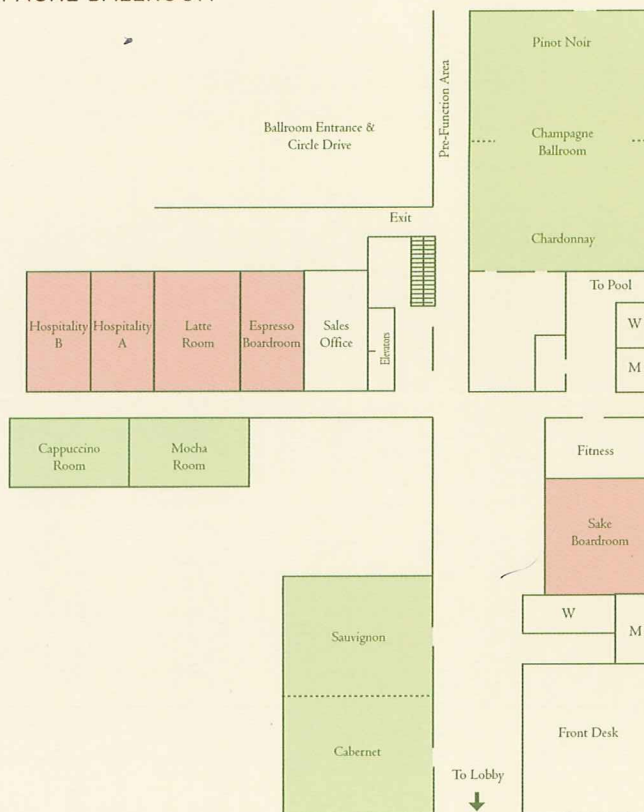 BALLROOM
Pinot Noir
Pre-Function Area
Ballroom Entrance &
Circle Drive
Champagne
Ballroom
Exit
Chardonnay
To Pool
Hospitality
B
Hospitality
A
Latte
Room
Espresso
Boardroom
Sales
Office
Elevators
W
M
Cappuccino
Room
Mocha
Room
Fitness
Sake
Boardroom
W
M
Sauvignon
Cabernet
Front Desk
To Lobby